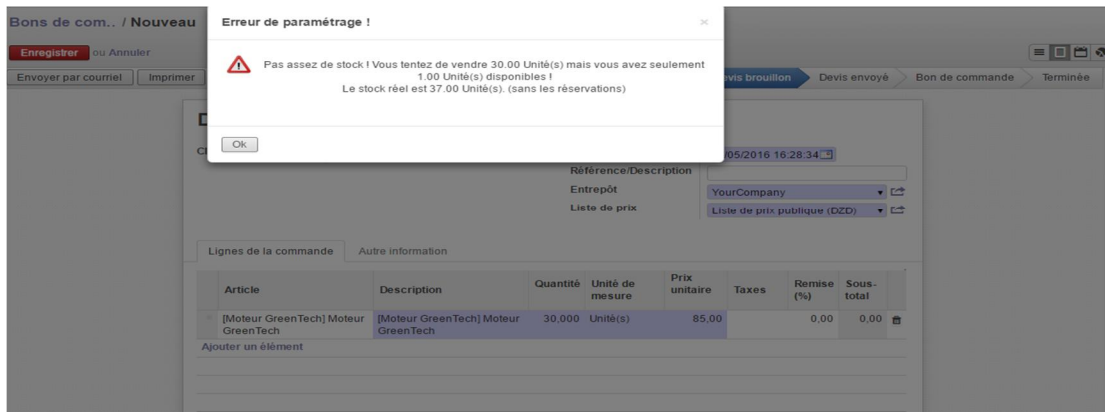 Bons de com.. / Nouveau
Erreur de paramétrage !
×
Enregistrer ou Annuler
Pas assez de stock ! Vous tentez de vendre 30.00 Unité(s) mais vous avez seulement
1.00 Unité(s) disponibles !
Le stock réel est 37.00 Unité(s). (sans les réservations)
Envoyer par courriel Imprimer
brouillon Devis envoyé Bon de commande Terminée
Ok
/05/2016 16:28:34
Référence/Description
Entrepôt YourCompany
Liste de prix Liste de prix publique (DZD)
Lignes de la commande Autre information
Article Description Quantité Unité de mesure Prix unitaire Taxes Remise (%) Sous-total
[Moteur GreenTech] Moteur [Moteur GreenTech] Moteur 30,000 Unité(s) 85,00 0,00 0,00
GreenTech GreenTech
Ajouter un élément